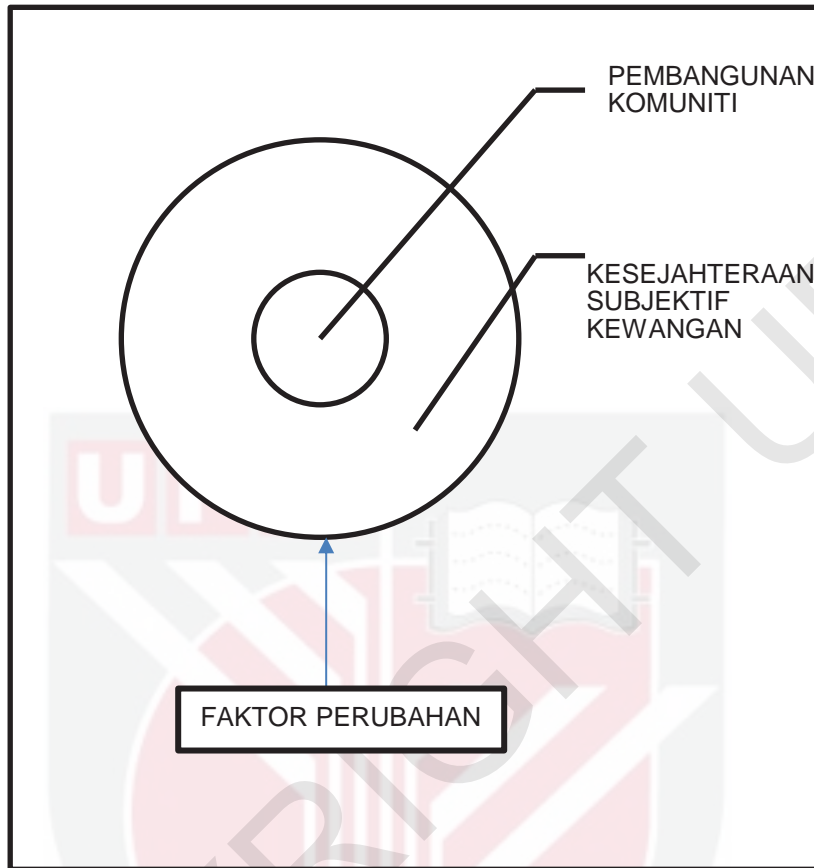 PEMBANGUNAN
KOMUNITI
KESEJAHTERAAN
SUBJEKTIF
KEWANGAN
FAKTOR PERUBAHAN